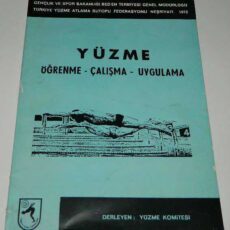 GENÇLİK VE SPOR BAKANLIĞI BEDEN TERBİYESİ GENEL MÜDÜRLÜĞÜ
TÜRKİYE YÜZME ATLAMA SUTOPU FEDERASYONU NEŞRİYATI
YÜZME
ÖĞRENME - ÇALIŞMA - UYGULAMA
4
DERLEYEN : YÜZME KOMİTESİ